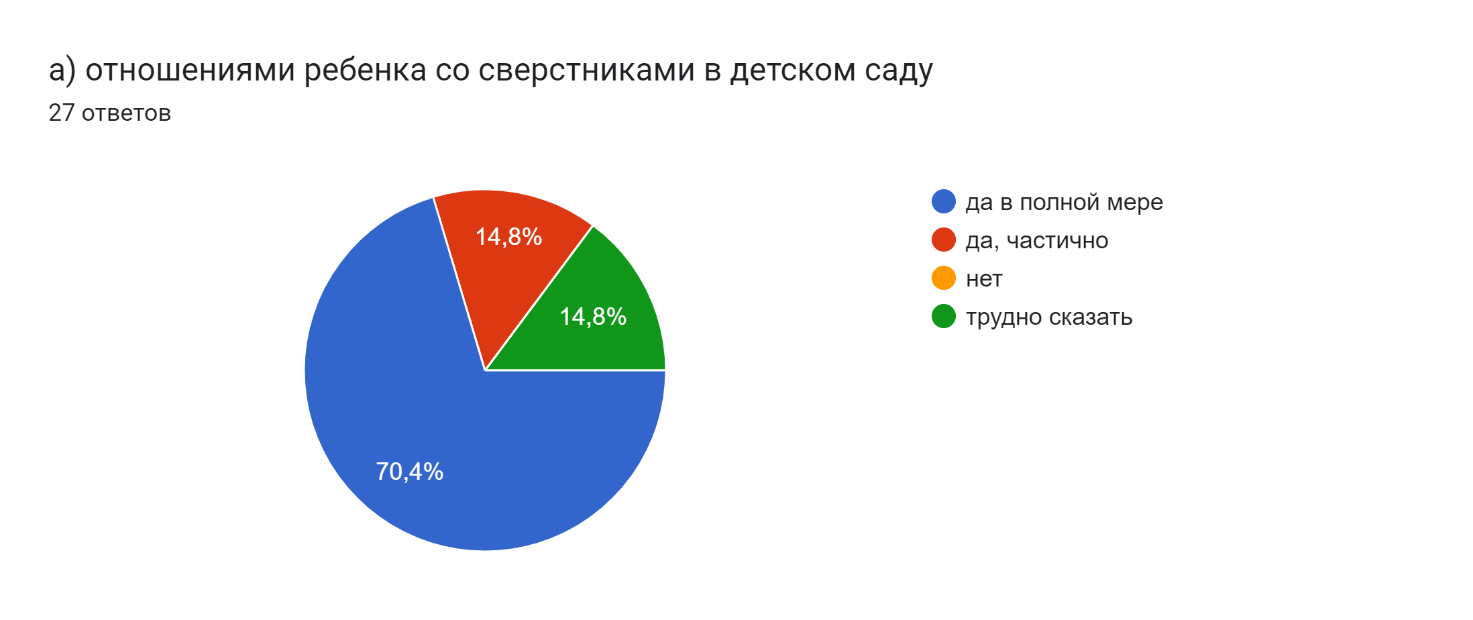 а) отношениями ребенка со сверстниками в детском саду
27 ответов
да в полной мере
да, частично
нет
трудно сказать
14,8%
14,8%
70,4%